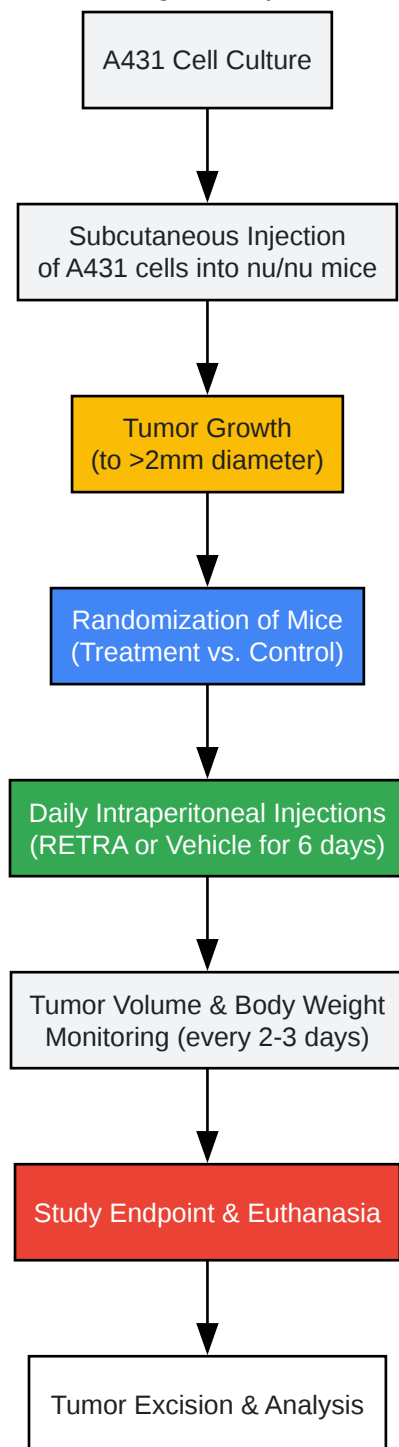 A431 Cell Culture
Subcutaneous Injection
of A431 cells into nu/nu mice
Tumor Growth
(to >2mm diameter)
Randomization of Mice
(Treatment vs. Control)
Daily Intraperitoneal Injections
(RETRA or Vehicle for 6 days)
Tumor Volume & Body Weight
Monitoring (every 2-3 days)
Study Endpoint & Euthanasia
Tumor Excision & Analysis